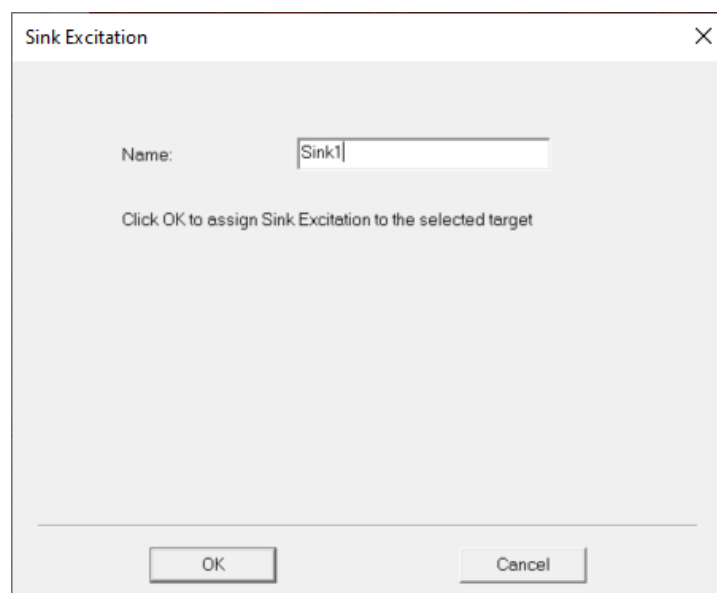 Sink Excitation
Name: Sink1
Click OK to assign Sink Excitation to the selected target
OK Cancel